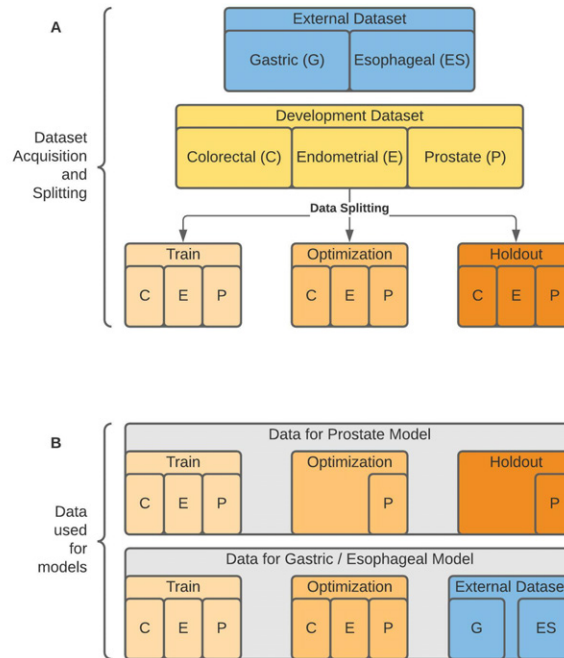 A
External Dataset
Gastric (G)
Esophageal (ES)
Development Dataset
Colorectal (C)
Endometrial (E)
Prostate (P)
Dataset
Acquisition
and
Splitting
Data Splitting
Train
Optimization
Holdout
C
E
P
C
E
P
C
E
P
B
Data for Prostate Model
Train
Optimization
Holdout
C
E
P
P
P
Data
used
for
models
Data for Gastric / Esophageal Model
Train
Optimization
External Dataset
C
E
P
C
E
P
G
ES